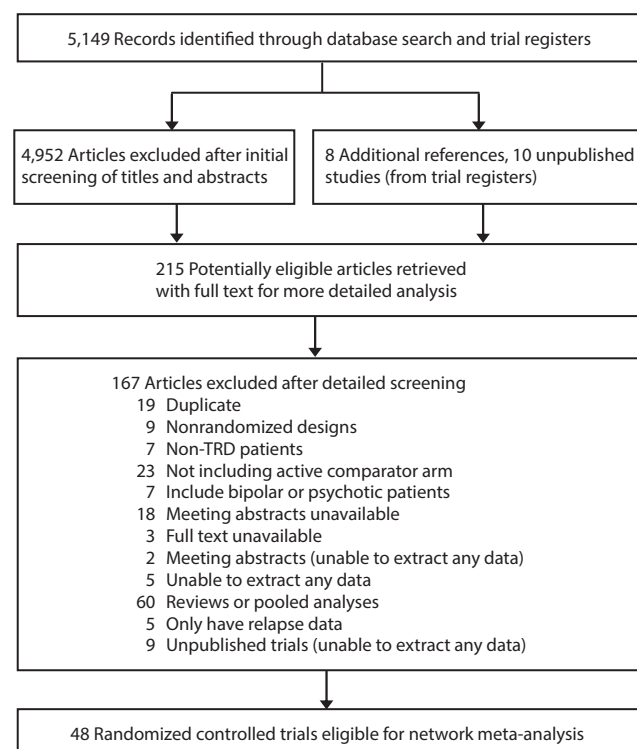 5,149 Records identified through database search and trial registers
4,952 Articles excluded after initial
screening of titles and abstracts
8 Additional references, 10 unpublished
studies (from trial registers)
215 Potentially eligible articles retrieved
with full text for more detailed analysis
167 Articles excluded after detailed screening
19 Duplicate
9 Nonrandomized designs
7 Non-TRD patients
23 Not including active comparator arm
7 Include bipolar or psychotic patients
18 Meeting abstracts unavailable
3 Full text unavailable
2 Meeting abstracts (unable to extract any data)
5 Unable to extract any data
60 Reviews or pooled analyses
5 Only have relapse data
9 Unpublished trials (unable to extract any data)
48 Randomized controlled trials eligible for network meta-analysis